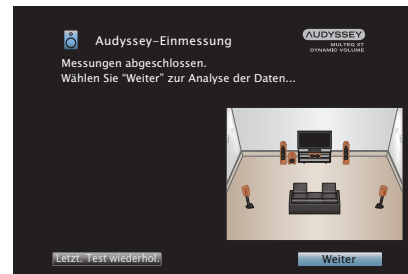 Audyssey-Einmessung
AUDYSSEY
MULTEQ XT
DYNAMIC VOLUME
Messungen abgeschlossen.
Wählen Sie “Weiter” zur Analyse der Daten...
Letzt. Test wiederhol.
Weiter